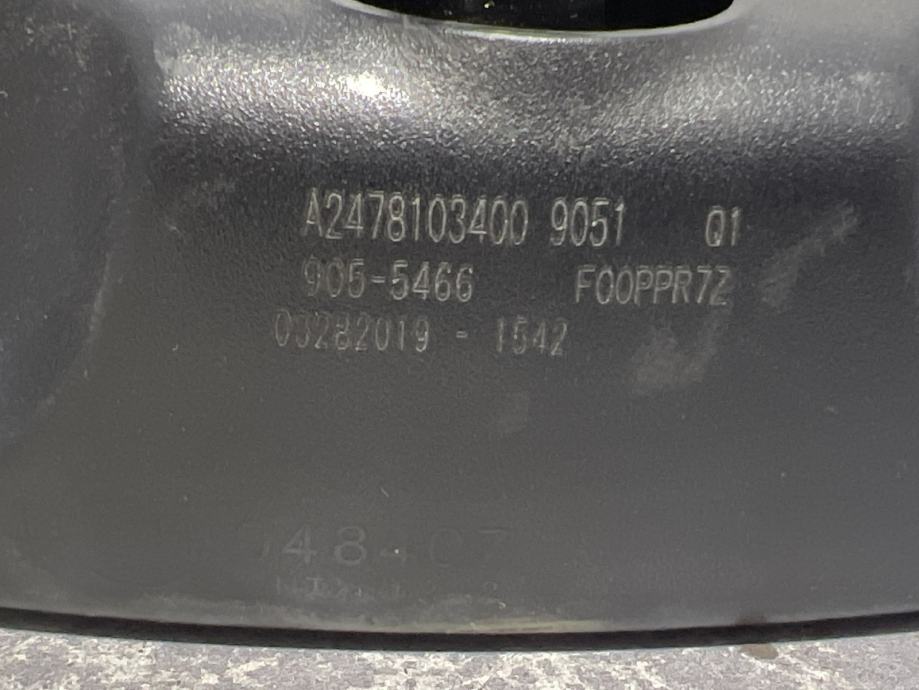 A2478103400 9051 Q1
905-5466 F00PPR7Z
03282019 - 1542